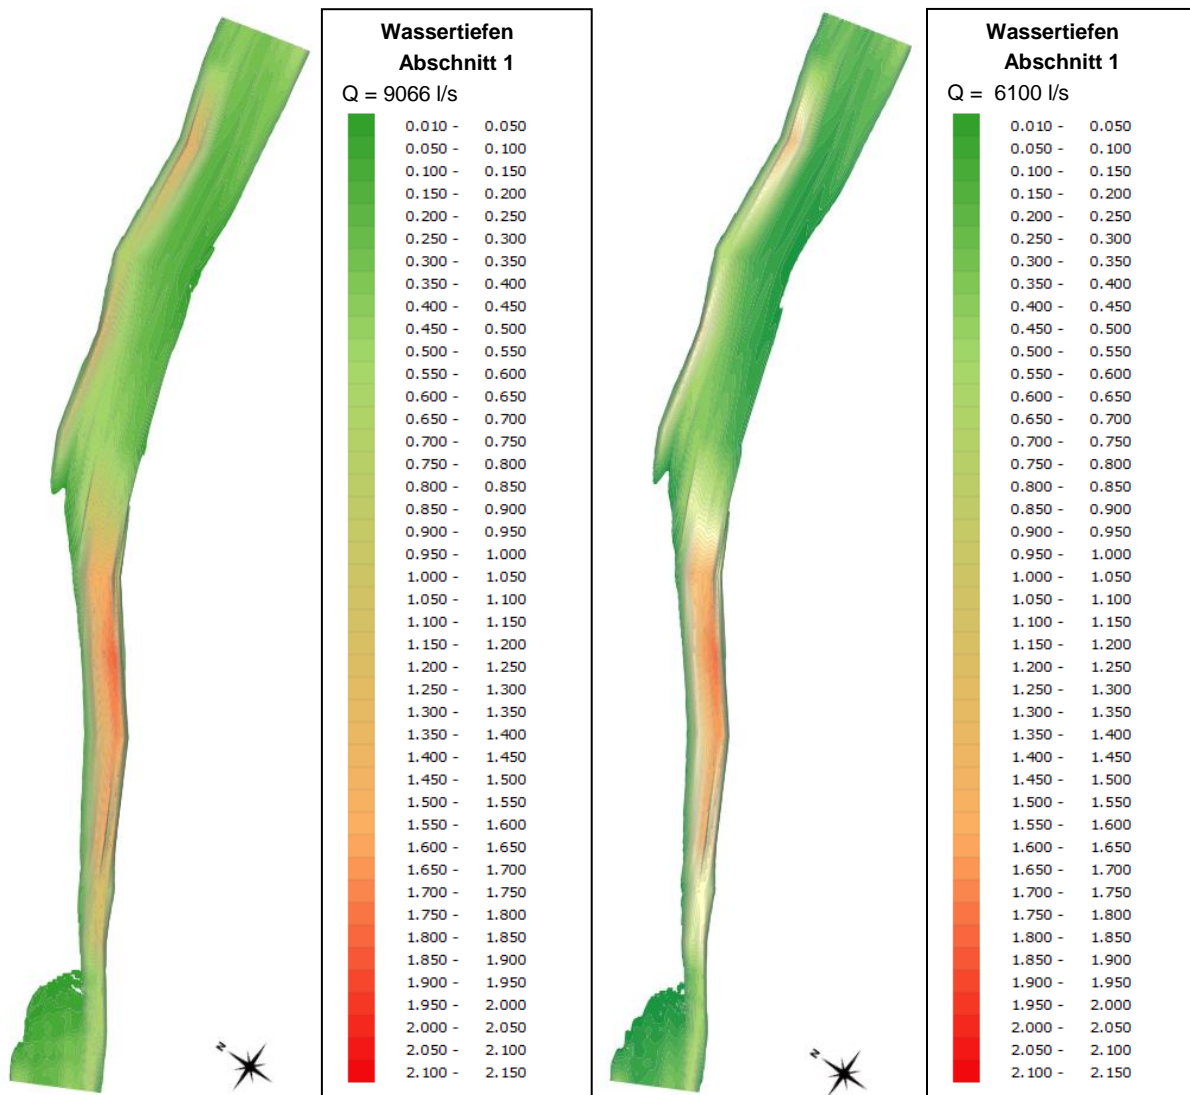 Wassertiefen
Abschnitt 1
Q = 9066 l/s
0.010 - 0.050
0.050 - 0.100
0.100 - 0.150
0.150 - 0.200
0.200 - 0.250
0.250 - 0.300
0.300 - 0.350
0.350 - 0.400
0.400 - 0.450
0.450 - 0.500
0.500 - 0.550
0.550 - 0.600
0.600 - 0.650
0.650 - 0.700
0.700 - 0.750
0.750 - 0.800
0.800 - 0.850
0.850 - 0.900
0.900 - 0.950
0.950 - 1.000
1.000 - 1.050
1.050 - 1.100
1.100 - 1.150
1.150 - 1.200
1.200 - 1.250
1.250 - 1.300
1.300 - 1.350
1.350 - 1.400
1.400 - 1.450
1.450 - 1.500
1.500 - 1.550
1.550 - 1.600
1.600 - 1.650
1.650 - 1.700
1.700 - 1.750
1.750 - 1.800
1.800 - 1.850
1.850 - 1.900
1.900 - 1.950
1.950 - 2.000
2.000 - 2.050
2.050 - 2.100
2.100 - 2.150
N
Wassertiefen
Abschnitt 1
Q = 6100 l/s
0.010 - 0.050
0.050 - 0.100
0.100 - 0.150
0.150 - 0.200
0.200 - 0.250
0.250 - 0.300
0.300 - 0.350
0.350 - 0.400
0.400 - 0.450
0.450 - 0.500
0.500 - 0.550
0.550 - 0.600
0.600 - 0.650
0.650 - 0.700
0.700 - 0.750
0.750 - 0.800
0.800 - 0.850
0.850 - 0.900
0.900 - 0.950
0.950 - 1.000
1.000 - 1.050
1.050 - 1.100
1.100 - 1.150
1.150 - 1.200
1.200 - 1.250
1.250 - 1.300
1.300 - 1.350
1.350 - 1.400
1.400 - 1.450
1.450 - 1.500
1.500 - 1.550
1.550 - 1.600
1.600 - 1.650
1.650 - 1.700
1.700 - 1.750
1.750 - 1.800
1.800 - 1.850
1.850 - 1.900
1.900 - 1.950
1.950 - 2.000
2.000 - 2.050
2.050 - 2.100
2.100 - 2.150
N